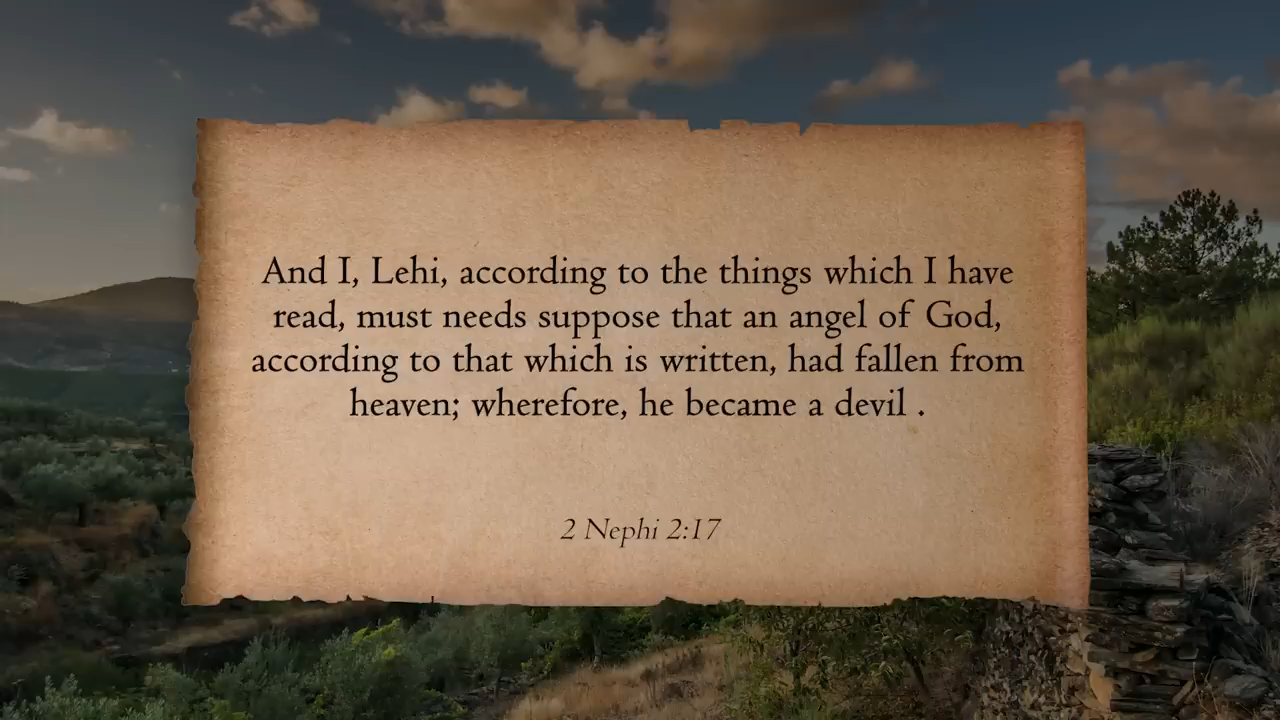 And I, Lehi, according to the things which I have
read, must needs suppose that an angel of God,
according to that which is written, had fallen from
heaven; wherefore, he became a devil .
2 Nephi 2:17